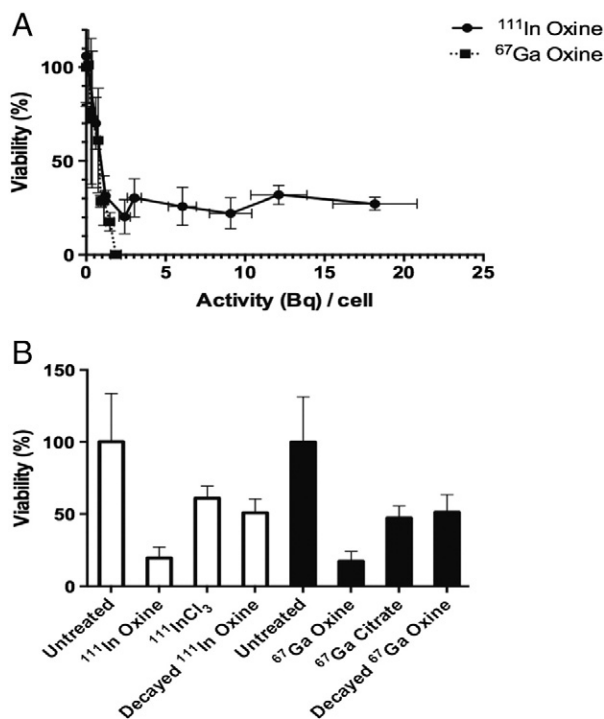 A
¹¹¹In Oxine
⁶⁷Ga Oxine
Viability (%)
100
50
0
0 5 10 15 20 25
Activity (Bq) / cell
B
Viability (%)
150
100
50
0
Untreated
¹¹¹In Oxine
¹¹¹InCl₃
Decayed ¹¹¹In Oxine
Untreated
⁶⁷Ga Oxine
⁶⁷Ga Citrate
Decayed ⁶⁷Ga Oxine